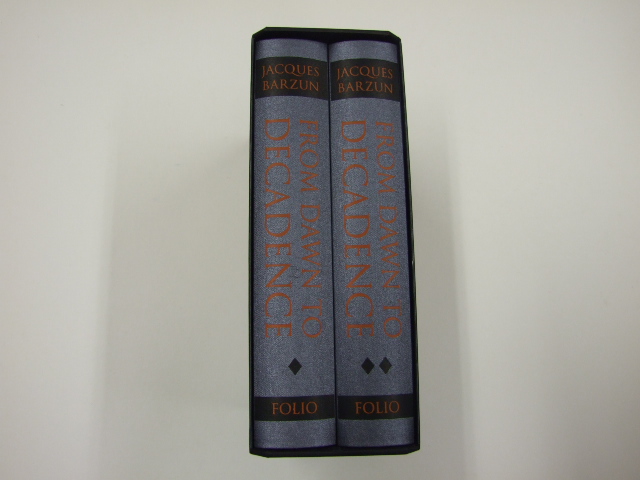 JACQUES
BARZUN
FROM DAWN TO
DECADENCE
FOLIO
JACQUES
BARZUN
FROM DAWN TO
DECADENCE
FOLIO